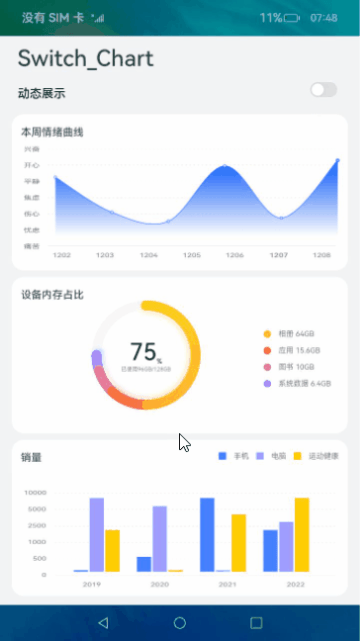 没有 SIM 卡
11%
07:48
Switch_Chart
动态展示
本周情绪曲线
兴奋
开心
平静
焦虑
伤心
忧虑
痛苦
1202 1203 1204 1205 1206 1207 1208
设备内存占比
75%
已使用96GB/128GB
相册 64GB
应用 15.6GB
图书 10GB
系统数据 6.4GB
销量
手机 电脑 运动健康
10000
5000
2500
1000
500
0
2019 2020 2021 2022